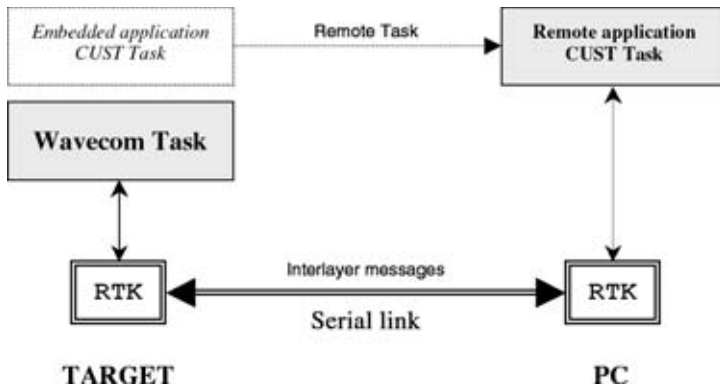 Embedded application
CUST Task
Remote Task
Remote application
CUST Task
Wavecom Task
RTK
Interlayer messages
RTK
Serial link
TARGET
PC